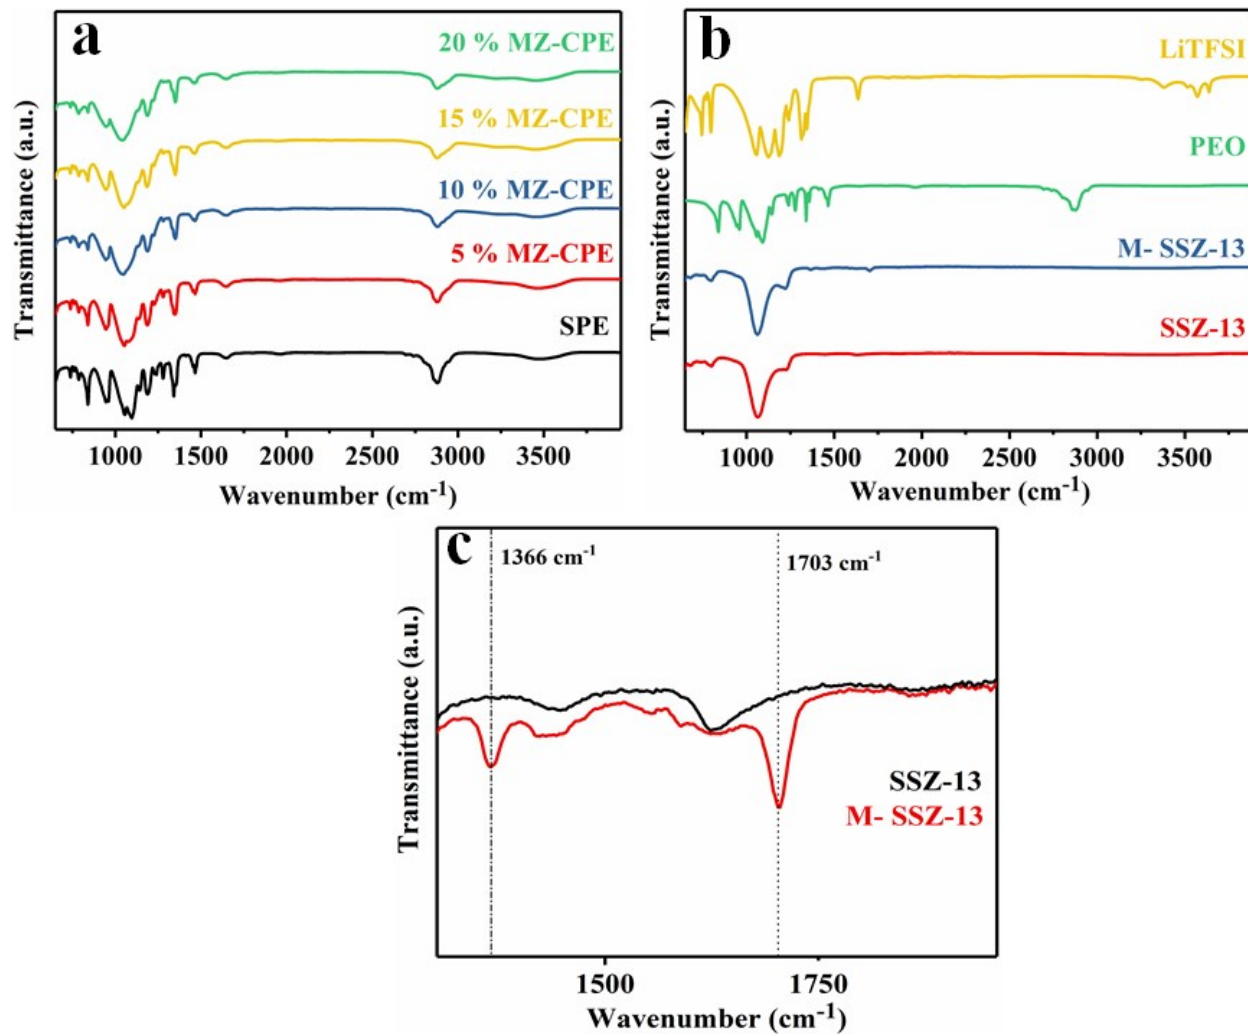 a
20 % MZ-CPE
15 % MZ-CPE
10 % MZ-CPE
5 % MZ-CPE
SPE
Transmittance (a.u.)
1000 1500 2000 2500 3000 3500
Wavenumber (cm⁻¹)
b
LiTFSI
PEO
M- SSZ-13
SSZ-13
Transmittance (a.u.)
1000 1500 2000 2500 3000 3500
Wavenumber (cm⁻¹)
c
1366 cm⁻¹ 1703 cm⁻¹
SSZ-13
M- SSZ-13
Transmittance (a.u.)
1500 1750
Wavenumber (cm⁻¹)